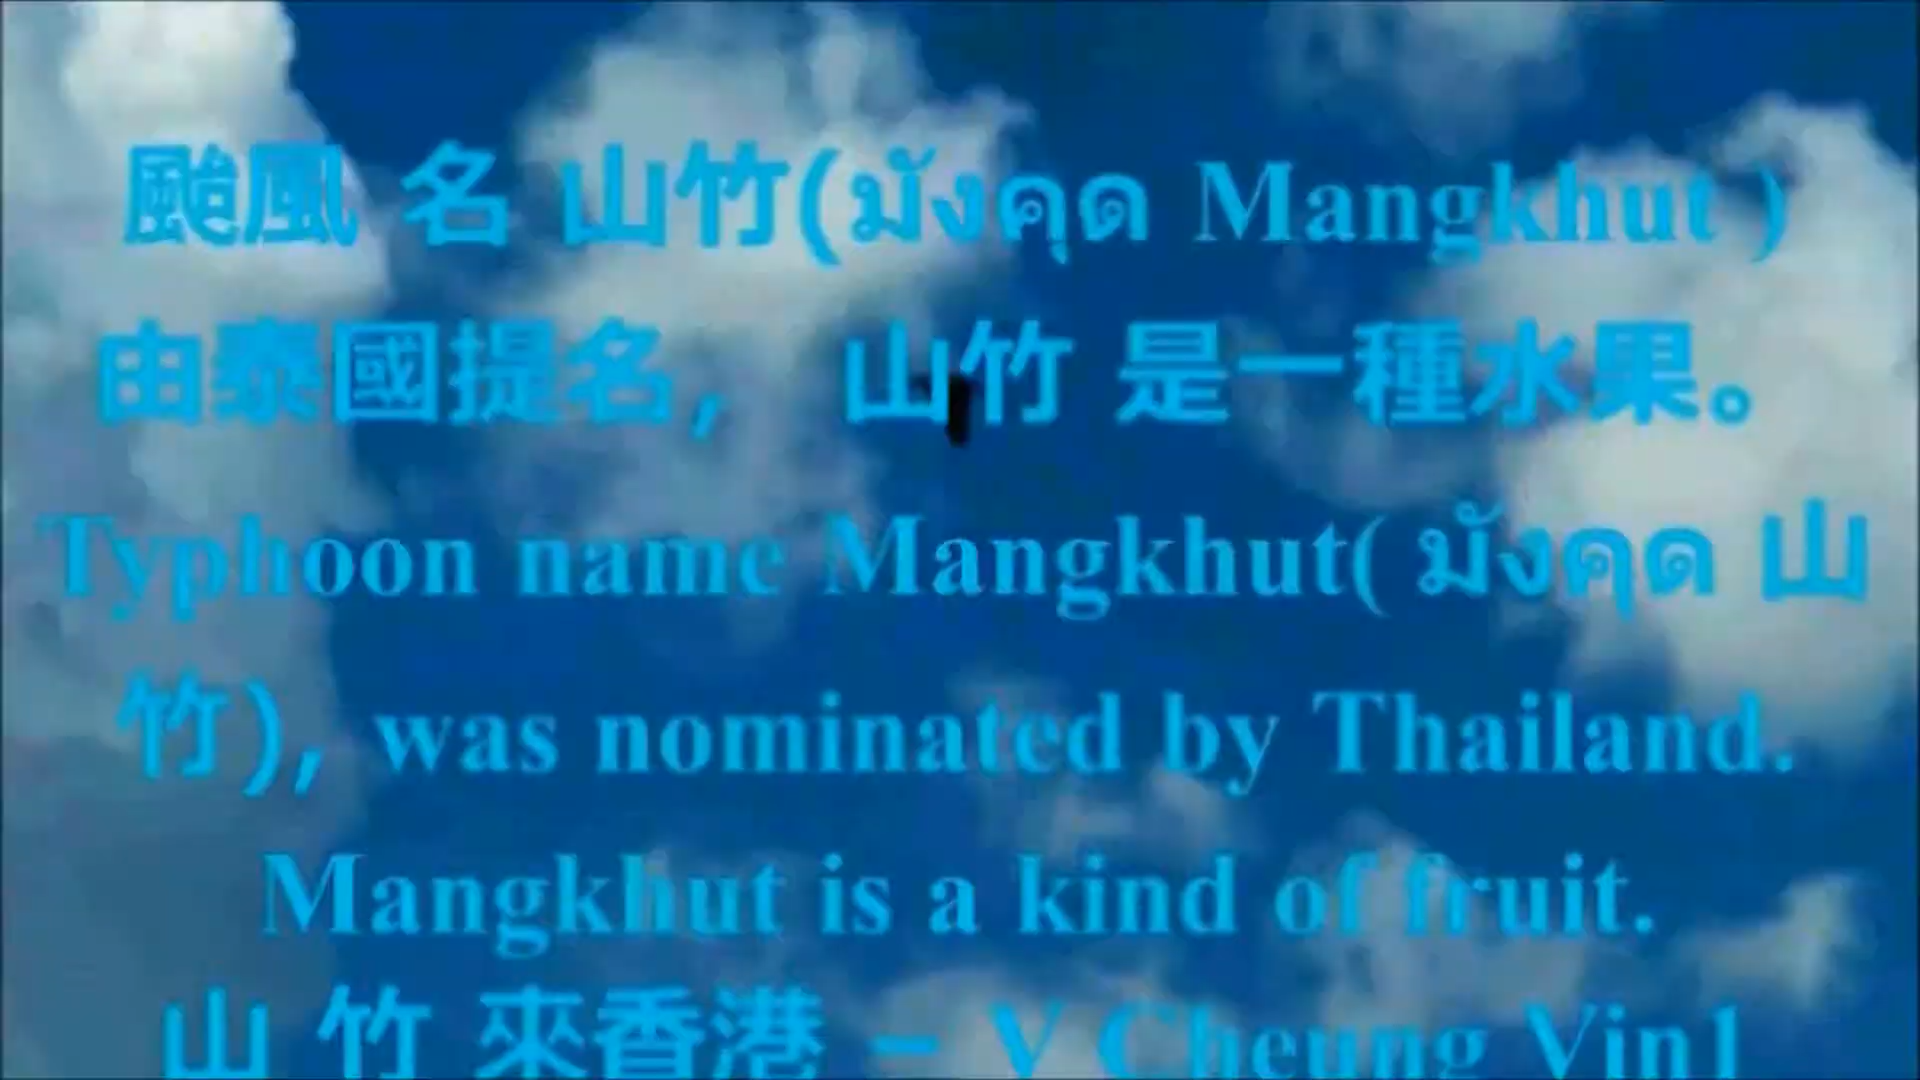 颱風 名 山竹(มังคุด Mangkhut )
由泰國提名， 山竹 是一種水果。
Typhoon name Mangkhut( มังคุด 山
竹), was nominated by Thailand.
Mangkhut is a kind of fruit.
山 竹 來香港 – V Cheung Vin1